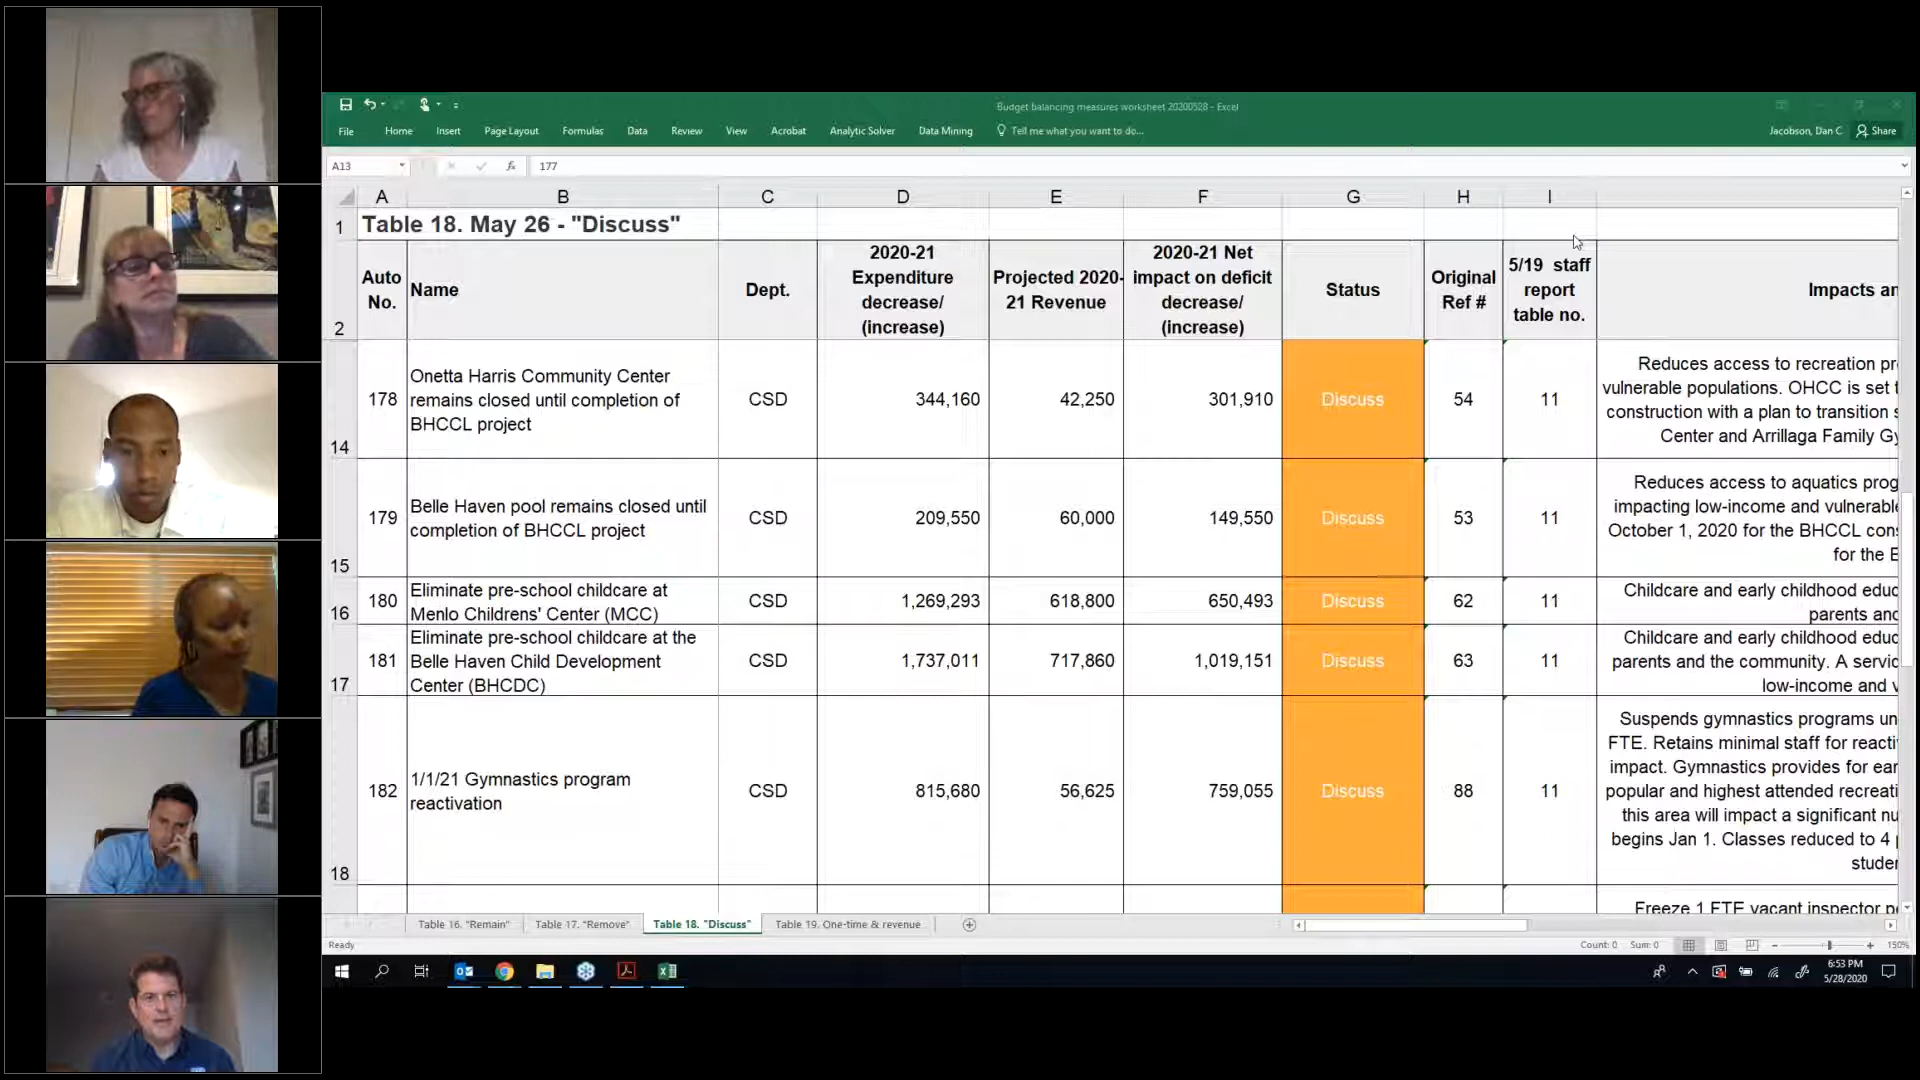 Budget balancing measures worksheet 20200528 - Excel
File Home Insert Page Layout Formulas Data Review View Acrobat Analytic Solver Data Mining Tell me what you want to do... Jacobson, Dan C Share
A13 fx 177
A B C D E F G H I
1 Table 18. May 26 - "Discuss"
2 Auto No. Name Dept. 2020-21 Expenditure decrease/ (increase) Projected 2020-21 Revenue 2020-21 Net impact on deficit decrease/ (increase) Status Original Ref # 5/19 staff report table no. Impacts an
14 178 Onetta Harris Community Center remains closed until completion of BHCCL project CSD 344,160 42,250 301,910 Discuss 54 11
Reduces access to recreation pr
vulnerable populations. OHCC is set t
construction with a plan to transition s
Center and Arrillaga Family Gy
15 179 Belle Haven pool remains closed until completion of BHCCL project CSD 209,550 60,000 149,550 Discuss 53 11
Reduces access to aquatics prog
impacting low-income and vulnerable
October 1, 2020 for the BHCCL cons
for the B
16 180 Eliminate pre-school childcare at Menlo Childrens' Center (MCC) CSD 1,269,293 618,800 650,493 Discuss 62 11
Childcare and early childhood educ
parents and
17 181 Eliminate pre-school childcare at the Belle Haven Child Development Center (BHCDC) CSD 1,737,011 717,860 1,019,151 Discuss 63 11
Childcare and early childhood educ
parents and the community. A servic
low-income and v
18 182 1/1/21 Gymnastics program reactivation CSD 815,680 56,625 759,055 Discuss 88 11
Suspends gymnastics programs un
FTE. Retains minimal staff for reacti
impact. Gymnastics provides for ear
popular and highest attended recreati
this area will impact a significant nu
begins Jan 1. Classes reduced to 4 p
studen
Freeze 1 FTE vacant inspector po
Table 16. "Remain" Table 17. "Remove" Table 18. "Discuss" Table 19. One-time & revenue
Ready Count: 0 Sum: 0 150%
6:53 PM
5/28/2020